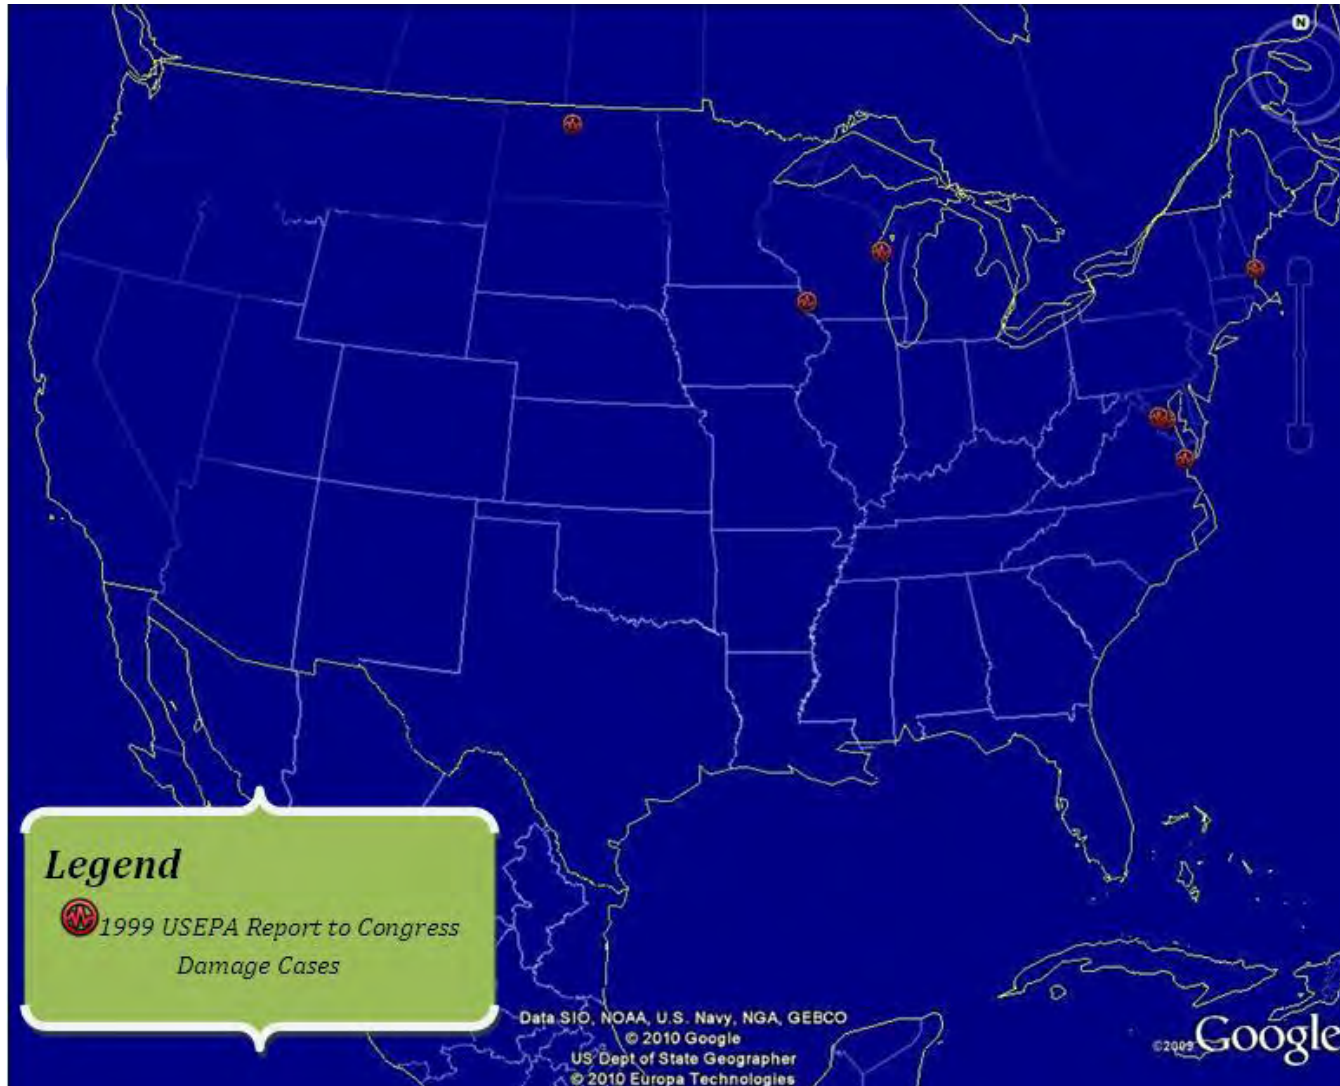 N
Legend
1999 USEPA Report to Congress
Damage Cases
Data SIO, NOAA, U.S. Navy, NGA, GEBCO
© 2010 Google
US Dept of State Geographer
© 2010 Europa Technologies
©2009 Google